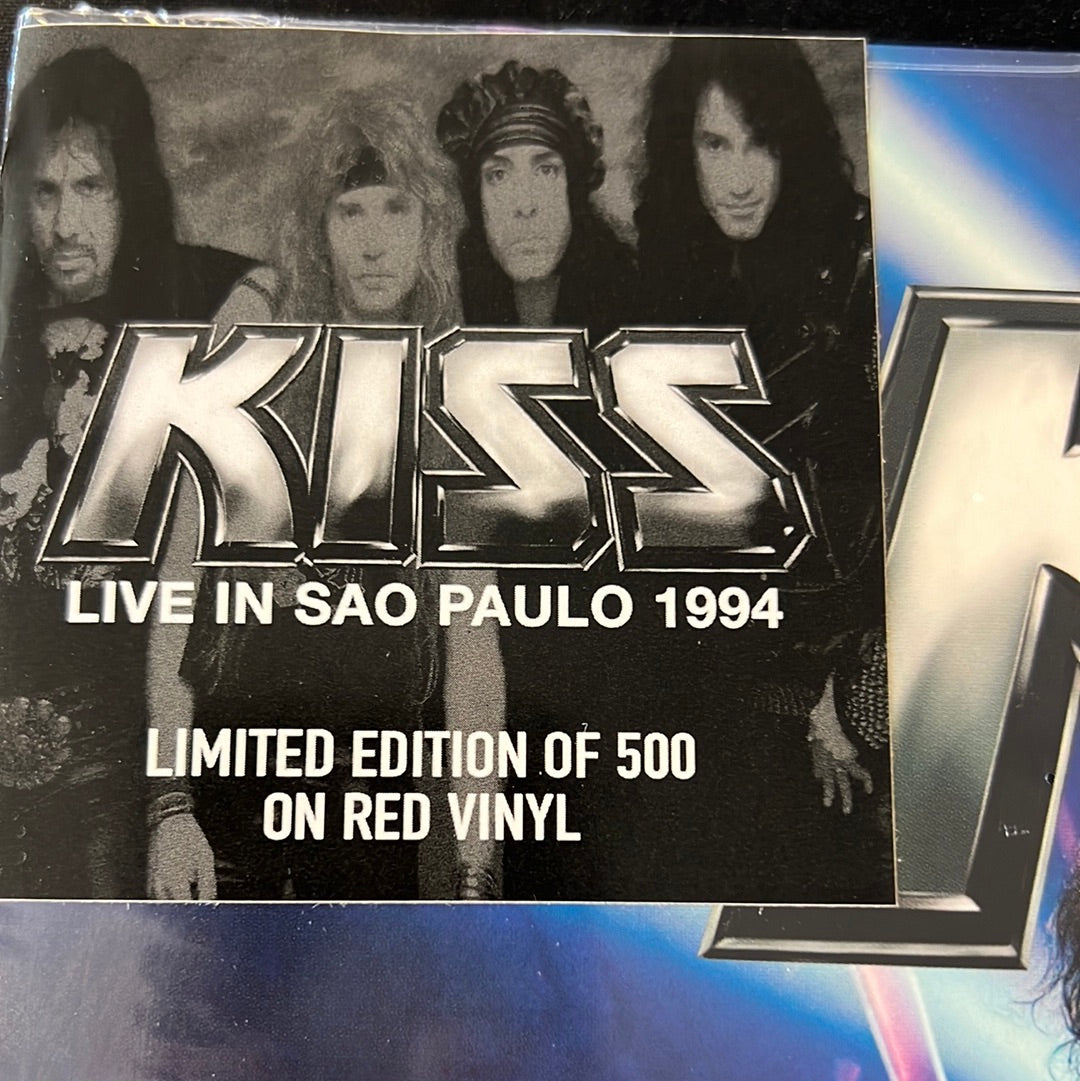 KISS
LIVE IN SAO PAULO 1994
LIMITED EDITION OF 500
ON RED VINYL
K